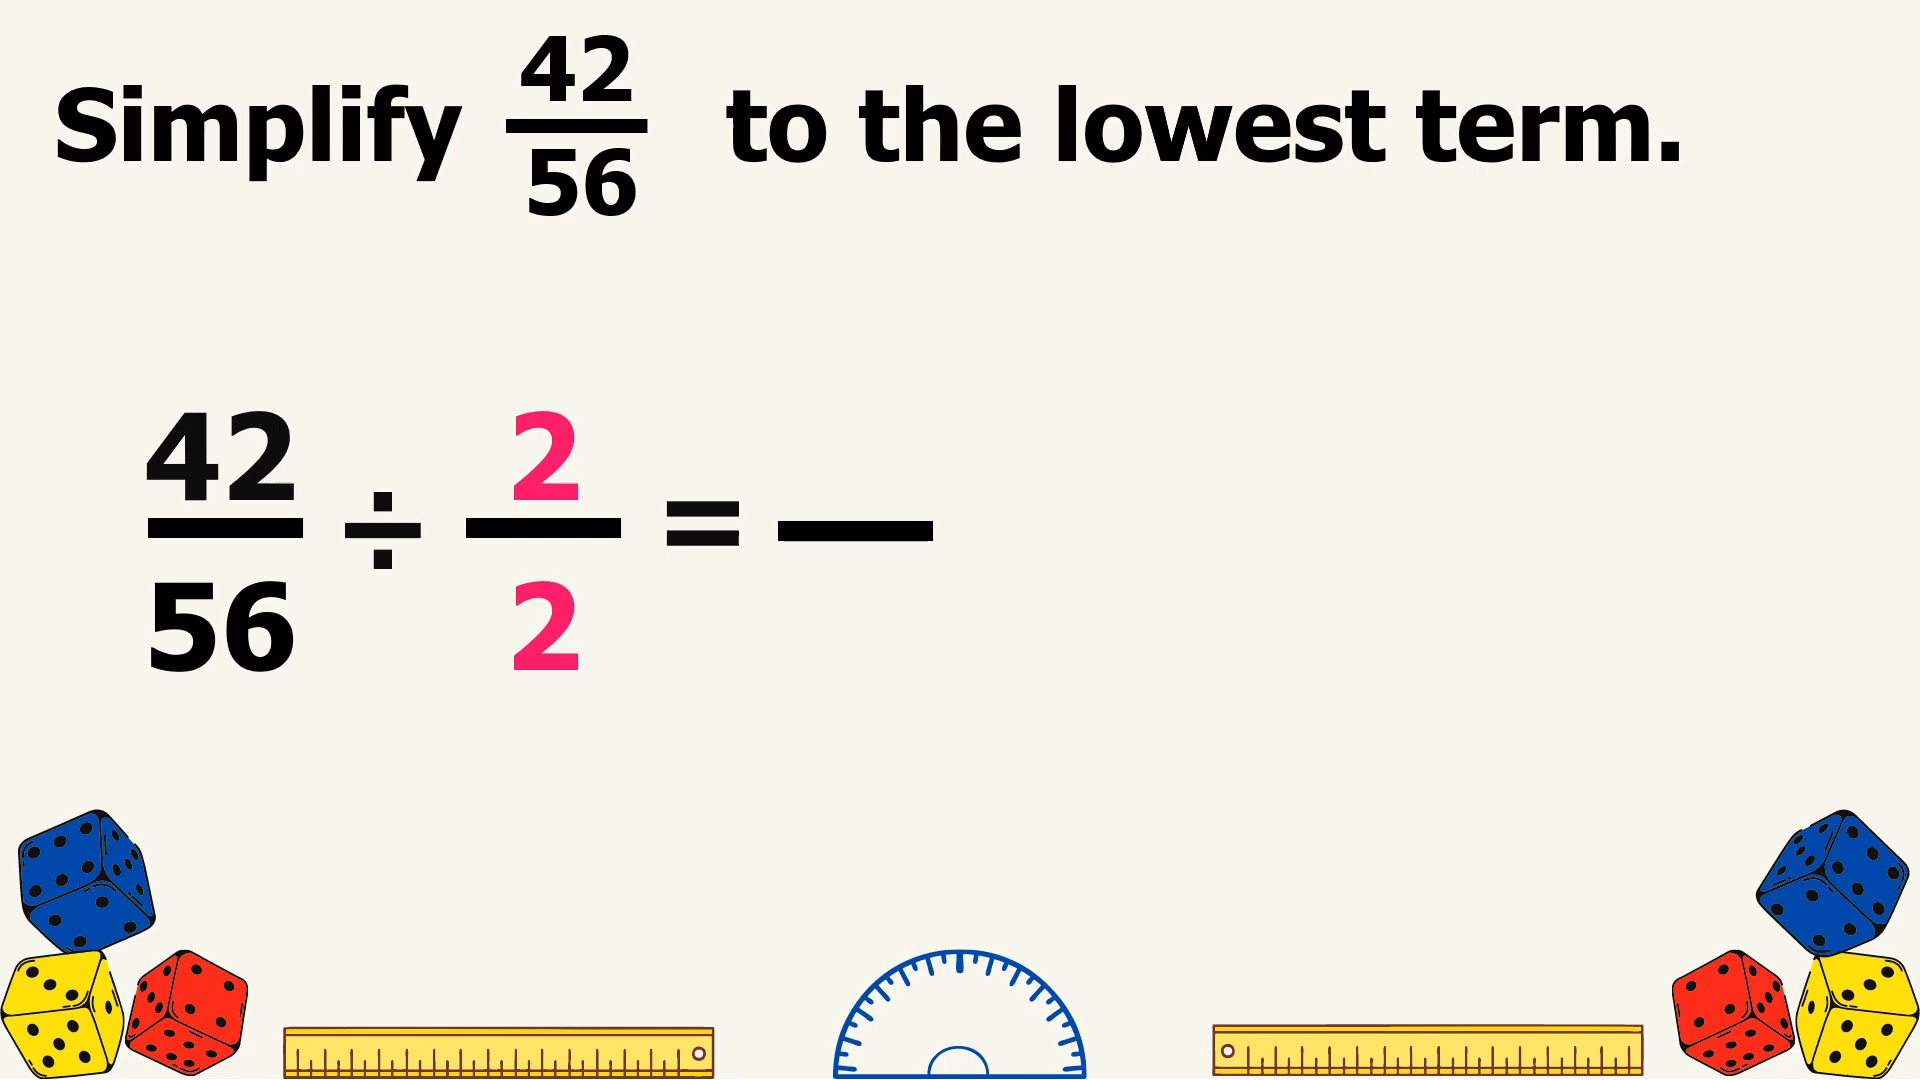 Simplify 42/56 to the lowest term.
42/56 ÷ 2/2 =